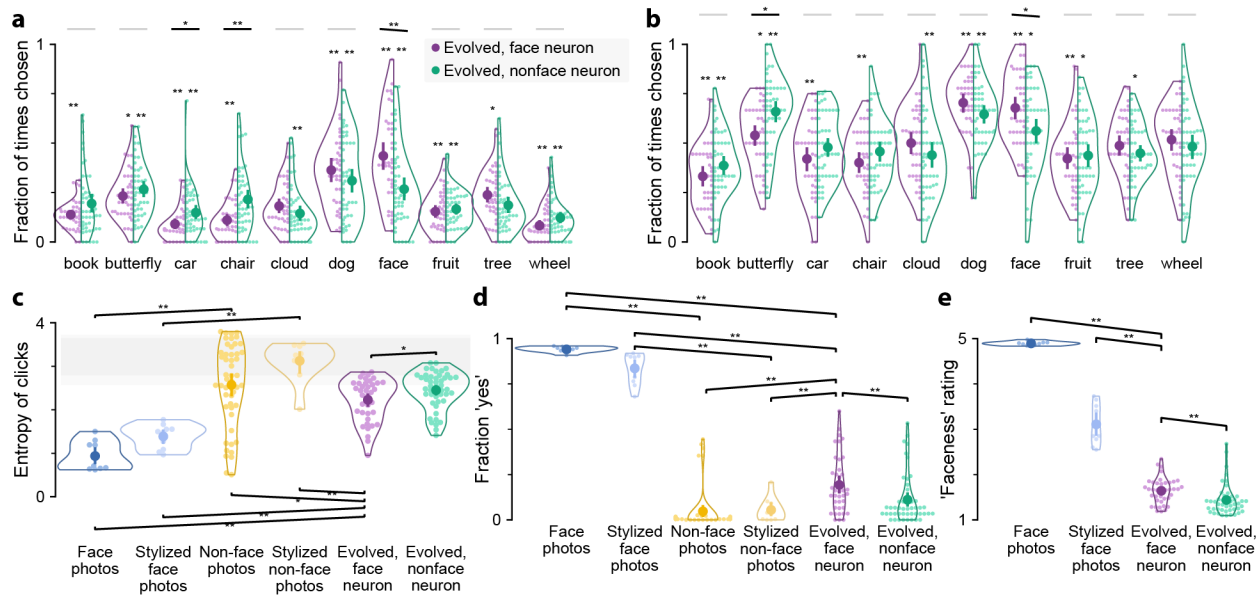 a
* ** **
Evolved, face neuron
Evolved, nonface neuron
Fraction of times chosen
1
0
** * ** ** ** ** ** ** ** ** ** ** ** ** * ** **
book butterfly car chair cloud dog face fruit tree wheel
b
* *
Fraction of times chosen
1
0
** ** * ** ** ** ** ** ** ** * ** * *
book butterfly car chair cloud dog face fruit tree wheel
c
Entropy of clicks
4
0
**
**
*
**
*
**
**
Face photos
Stylized face photos
Non-face photos
Stylized non-face photos
Evolved, face neuron
Evolved, nonface neuron
d
Fraction 'yes'
1
0
**
**
**
**
**
**
**
Face photos
Stylized face photos
Non-face photos
Stylized non-face photos
Evolved, face neuron
Evolved, nonface neuron
e
'Faceness' rating
5
1
**
**
**
Face photos
Stylized face photos
Evolved, face neuron
Evolved, nonface neuron